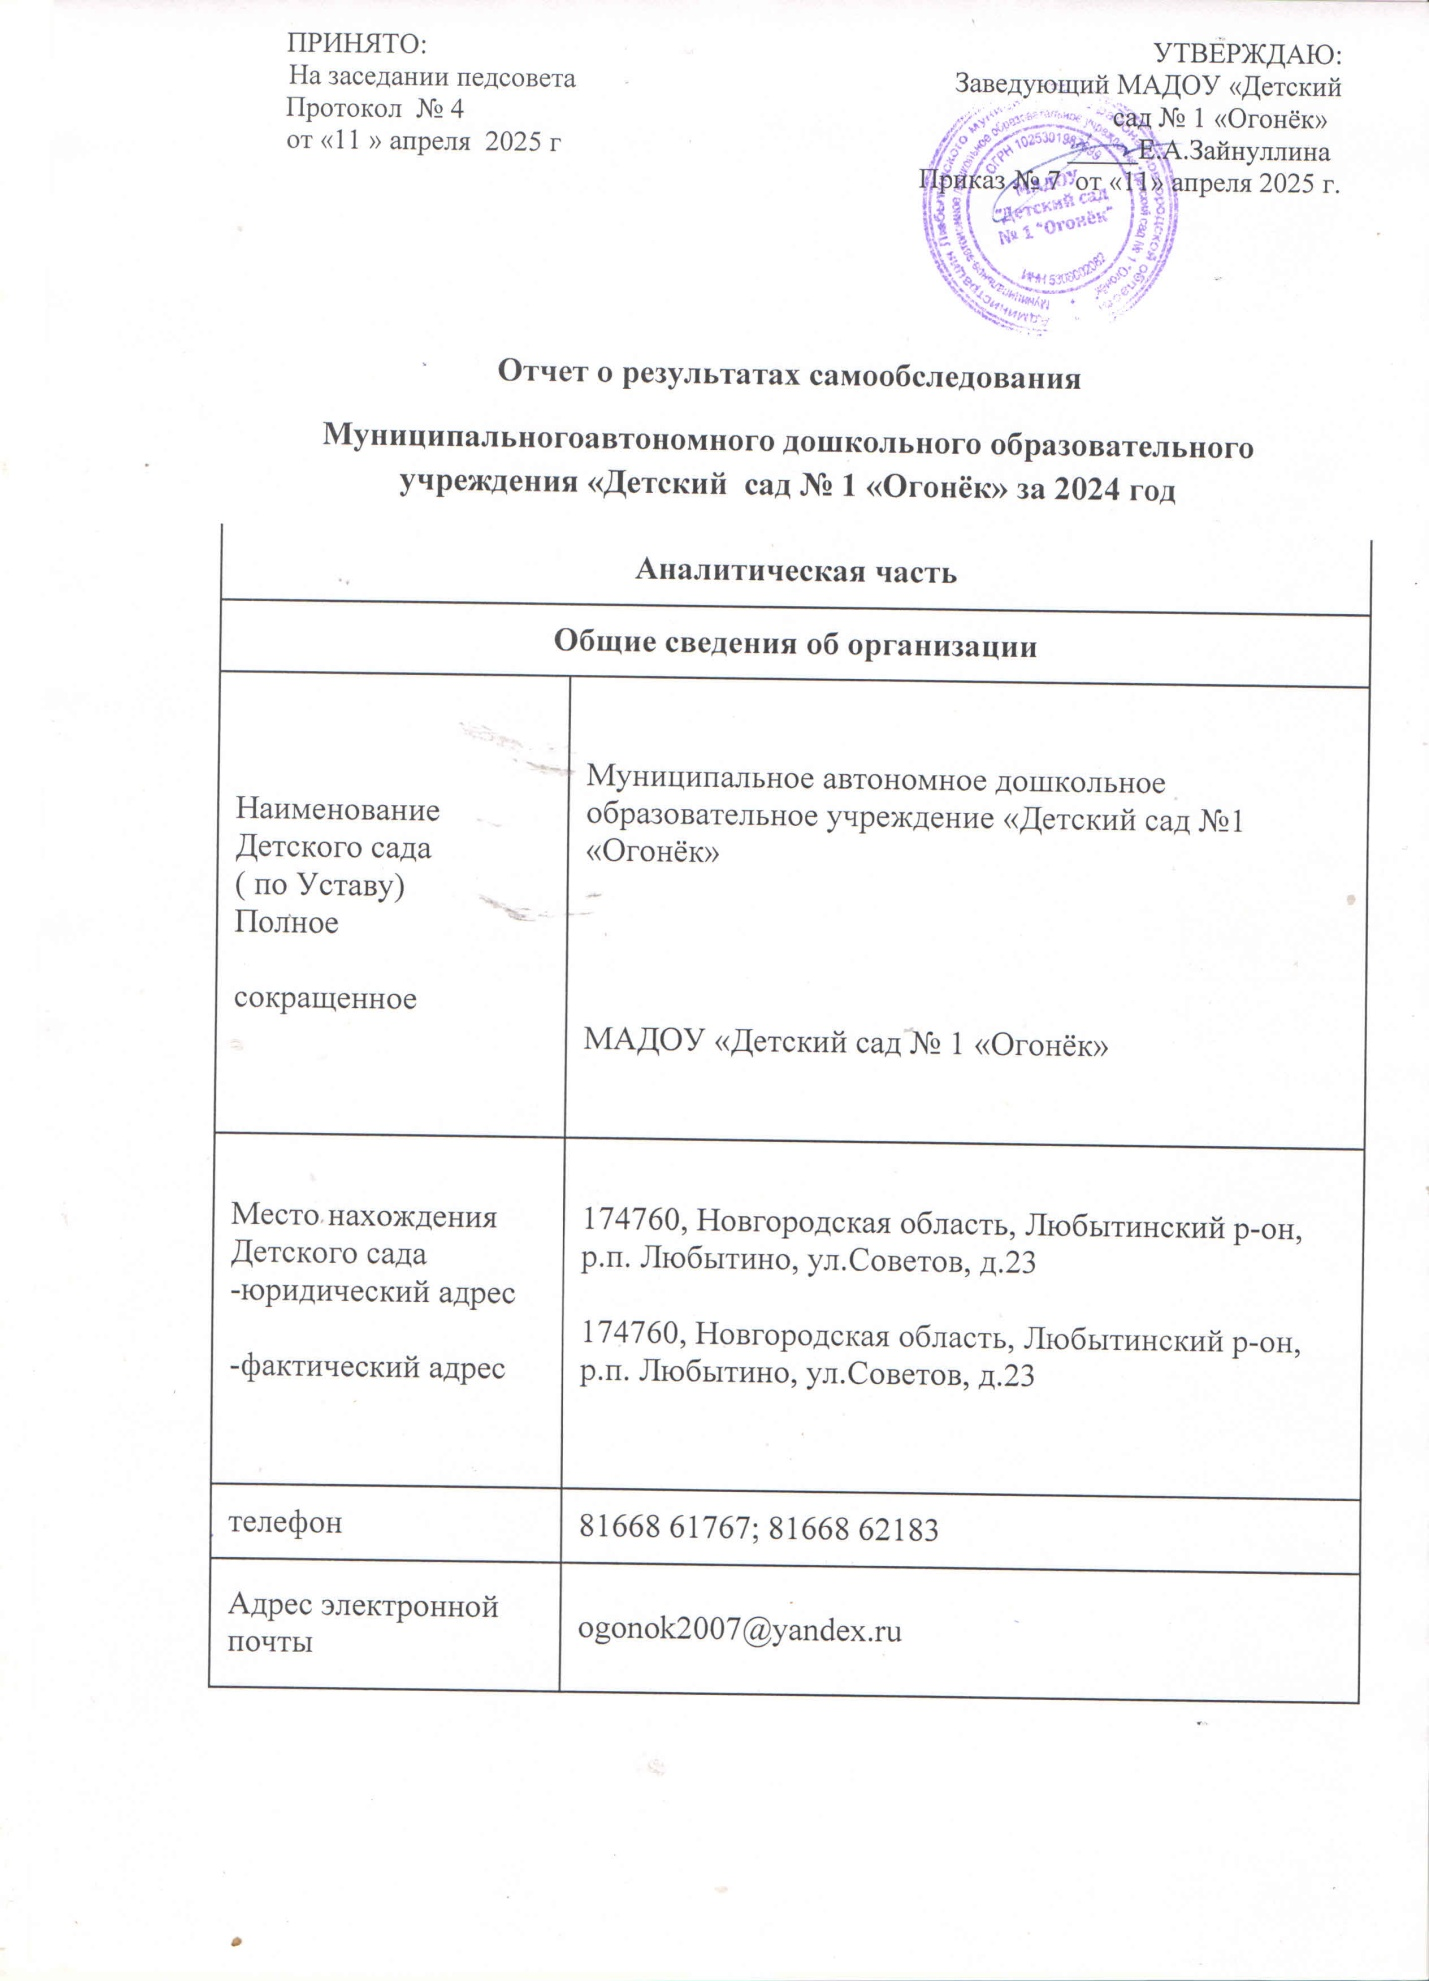 ПРИНЯТО:
На заседании педсовета
Протокол  № 4
от «11 » апреля  2025 г
УТВЕРЖДАЮ:
Заведующий МАДОУ «Детский
сад № 1 «Огонёк»
_____Е.А.Зайнуллина
Приказ № 7  от «11» апреля 2025 г.
МАДОУ
"Детский сад
№ 1 "Огонёк"
Отчет о результатах самообследования
Муниципальногоавтономного дошкольного образовательного
учреждения «Детский  сад № 1 «Огонёк» за 2024 год
Аналитическая часть
Общие сведения об организации
Наименование
Детского сада
( по Уставу)
Полное
сокращенное
Муниципальное автономное дошкольное
образовательное учреждение «Детский сад №1
«Огонёк»
МАДОУ «Детский сад № 1 «Огонёк»
Место нахождения
Детского сада
-юридический адрес
-фактический адрес
174760, Новгородская область, Любытинский р-он,
р.п. Любытино, ул.Советов, д.23
174760, Новгородская область, Любытинский р-он,
р.п. Любытино, ул.Советов, д.23
телефон
81668 61767; 81668 62183
Адрес электронной
почты
ogonok2007@yandex.ru